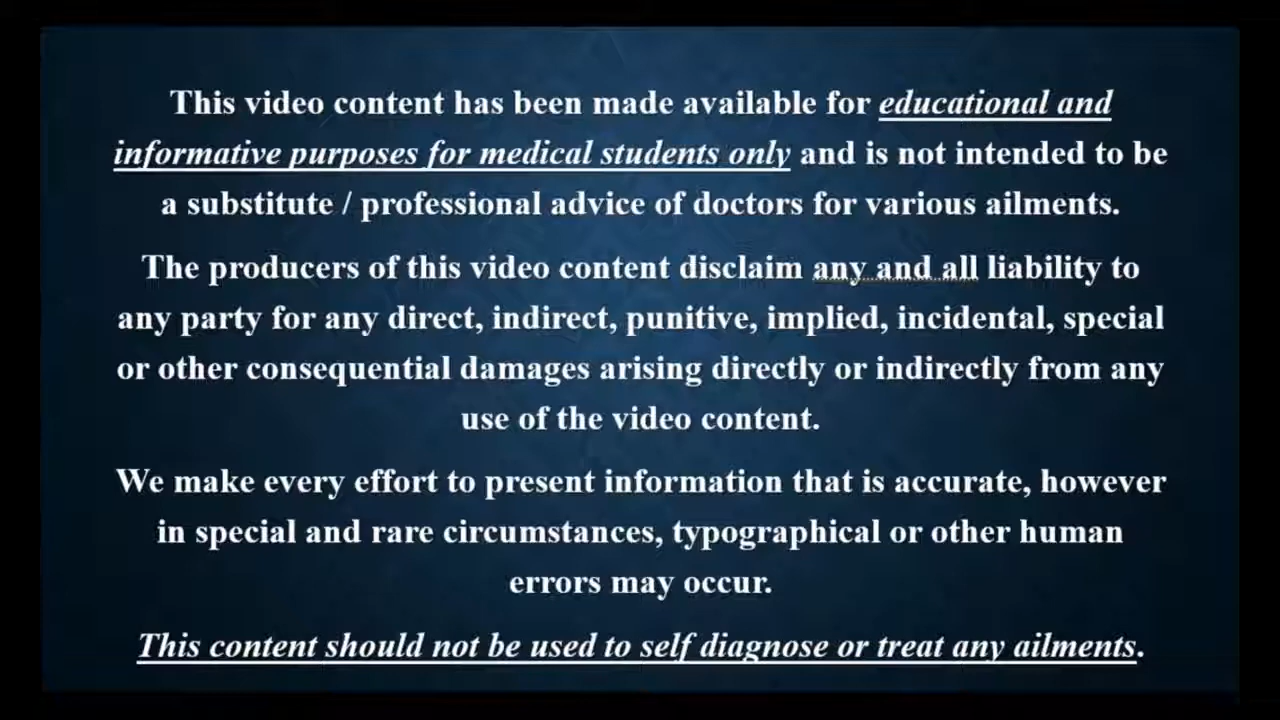 This video content has been made available for educational and
informative purposes for medical students only and is not intended to be
a substitute / professional advice of doctors for various ailments.
The producers of this video content disclaim any and all liability to
any party for any direct, indirect, punitive, implied, incidental, special
or other consequential damages arising directly or indirectly from any
use of the video content.
We make every effort to present information that is accurate, however
in special and rare circumstances, typographical or other human
errors may occur.
This content should not be used to self diagnose or treat any ailments.